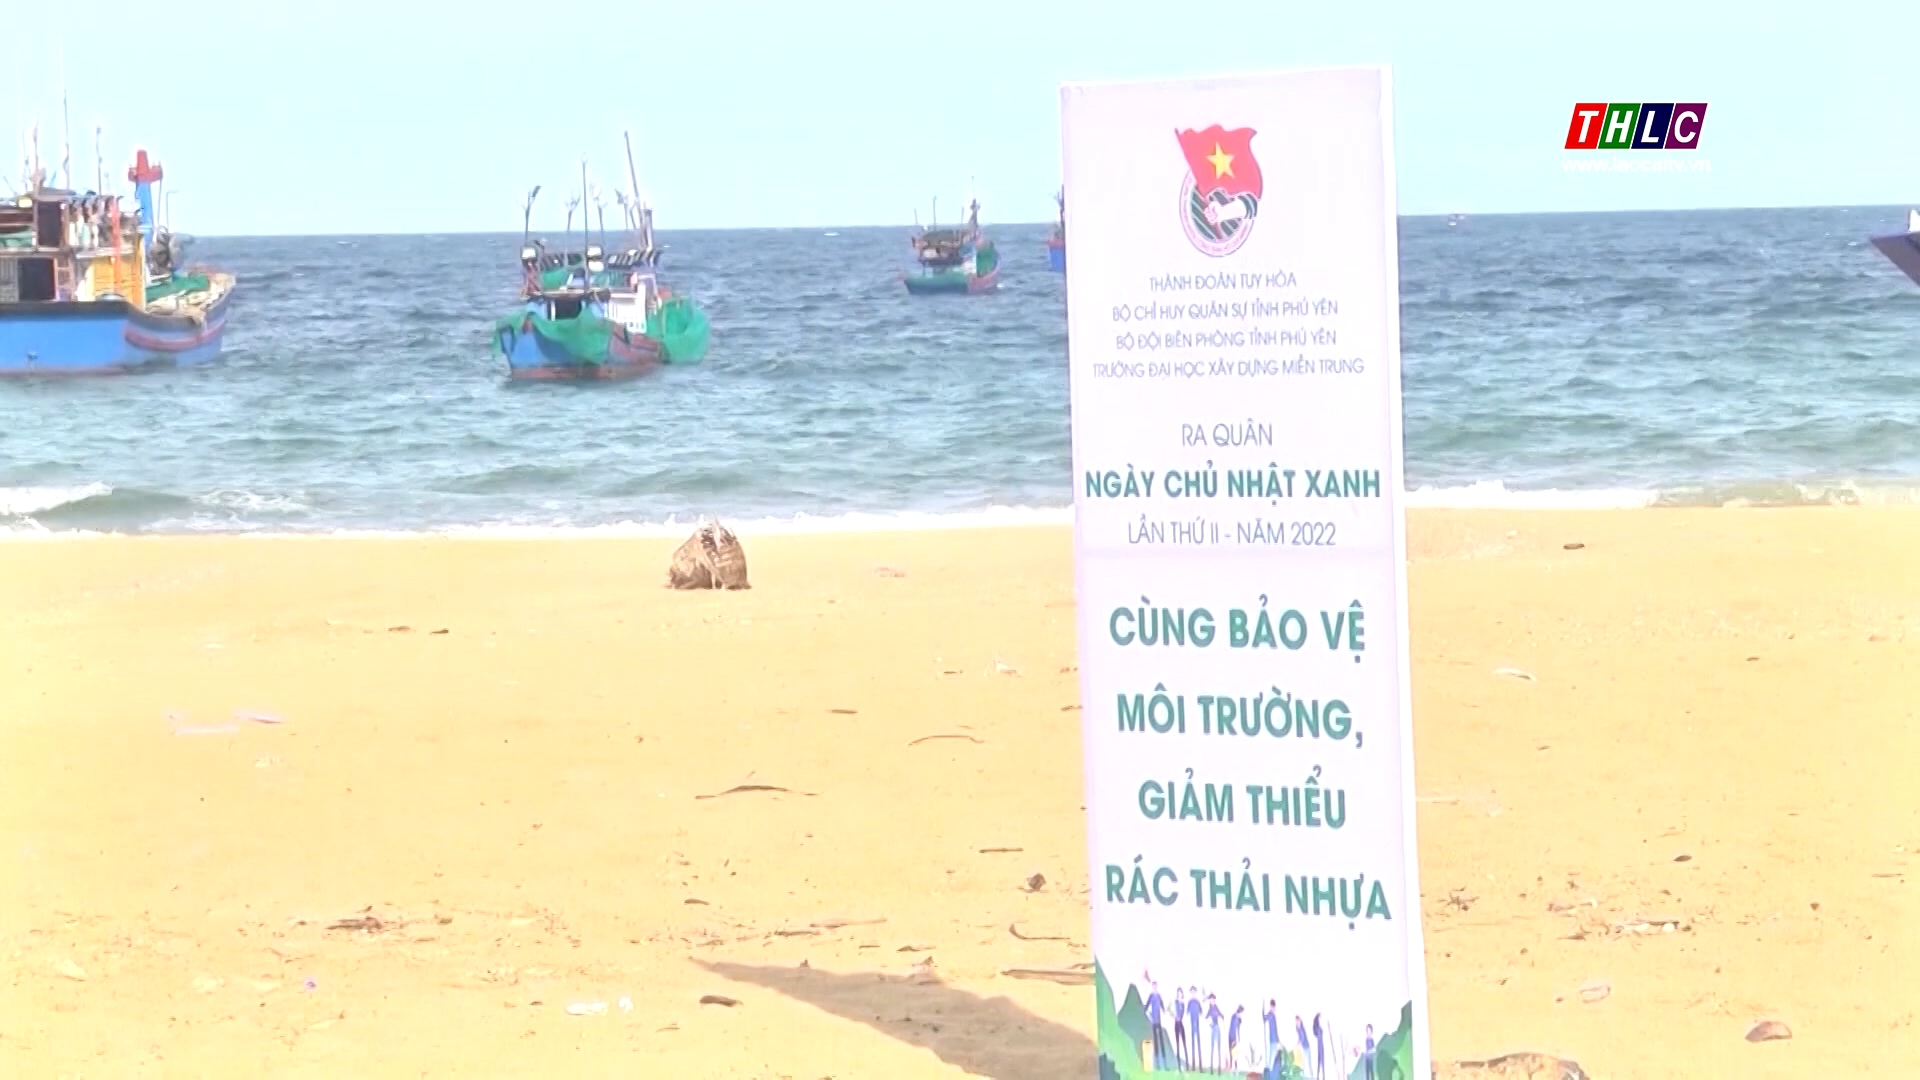 THLC
www.laocaitv.vn
THÀNH ĐOÀN TUY HÒA
BỘ CHỈ HUY QUÂN SỰ TỈNH PHÚ YÊN
BỘ ĐỘI BIÊN PHÒNG TỈNH PHÚ YÊN
TRƯỜNG ĐẠI HỌC XÂY DỰNG MIỀN TRUNG
RA QUÂN
NGÀY CHỦ NHẬT XANH
LẦN THỨ II - NĂM 2022
CÙNG BẢO VỆ
MÔI TRƯỜNG,
GIẢM THIỂU
RÁC THẢI NHỰA